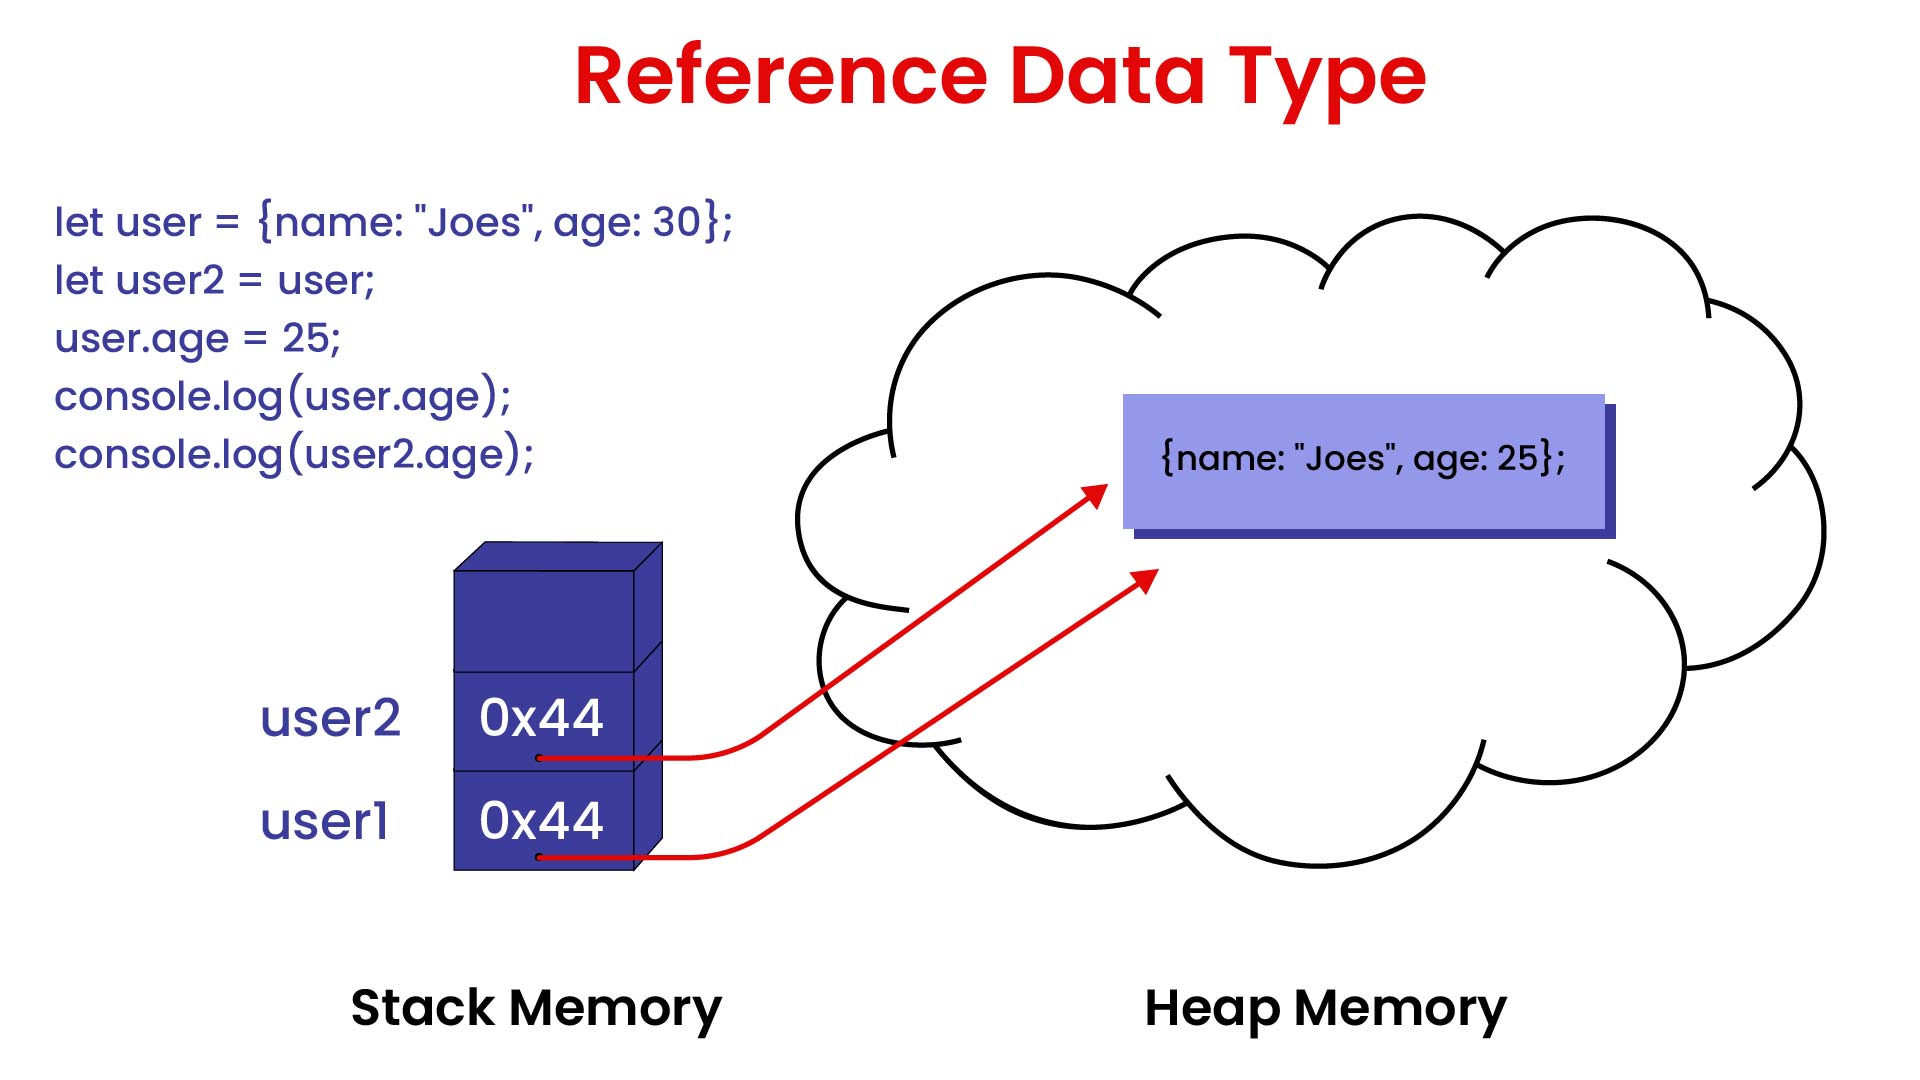 Reference Data Type
let user = {name: "Joes", age: 30};
let user2 = user;
user.age = 25;
console.log(user.age);
console.log(user2.age);
{name: "Joes", age: 25};
user2 0x44
user1 0x44
Stack Memory
Heap Memory